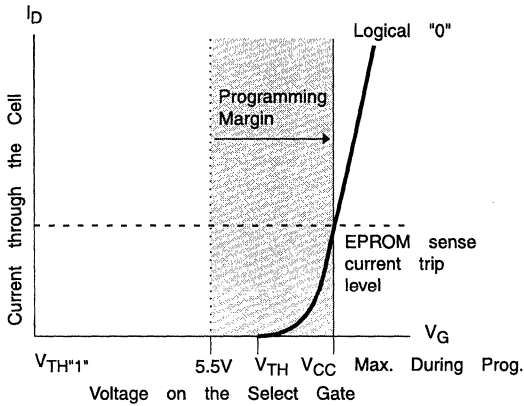 I_D
Logical "0"
Programming
Margin
Current through the Cell
EPROM sense
current trip
level
V_G
V_TH"1" 5.5V V_TH V_CC Max. During Prog.
Voltage on the Select Gate